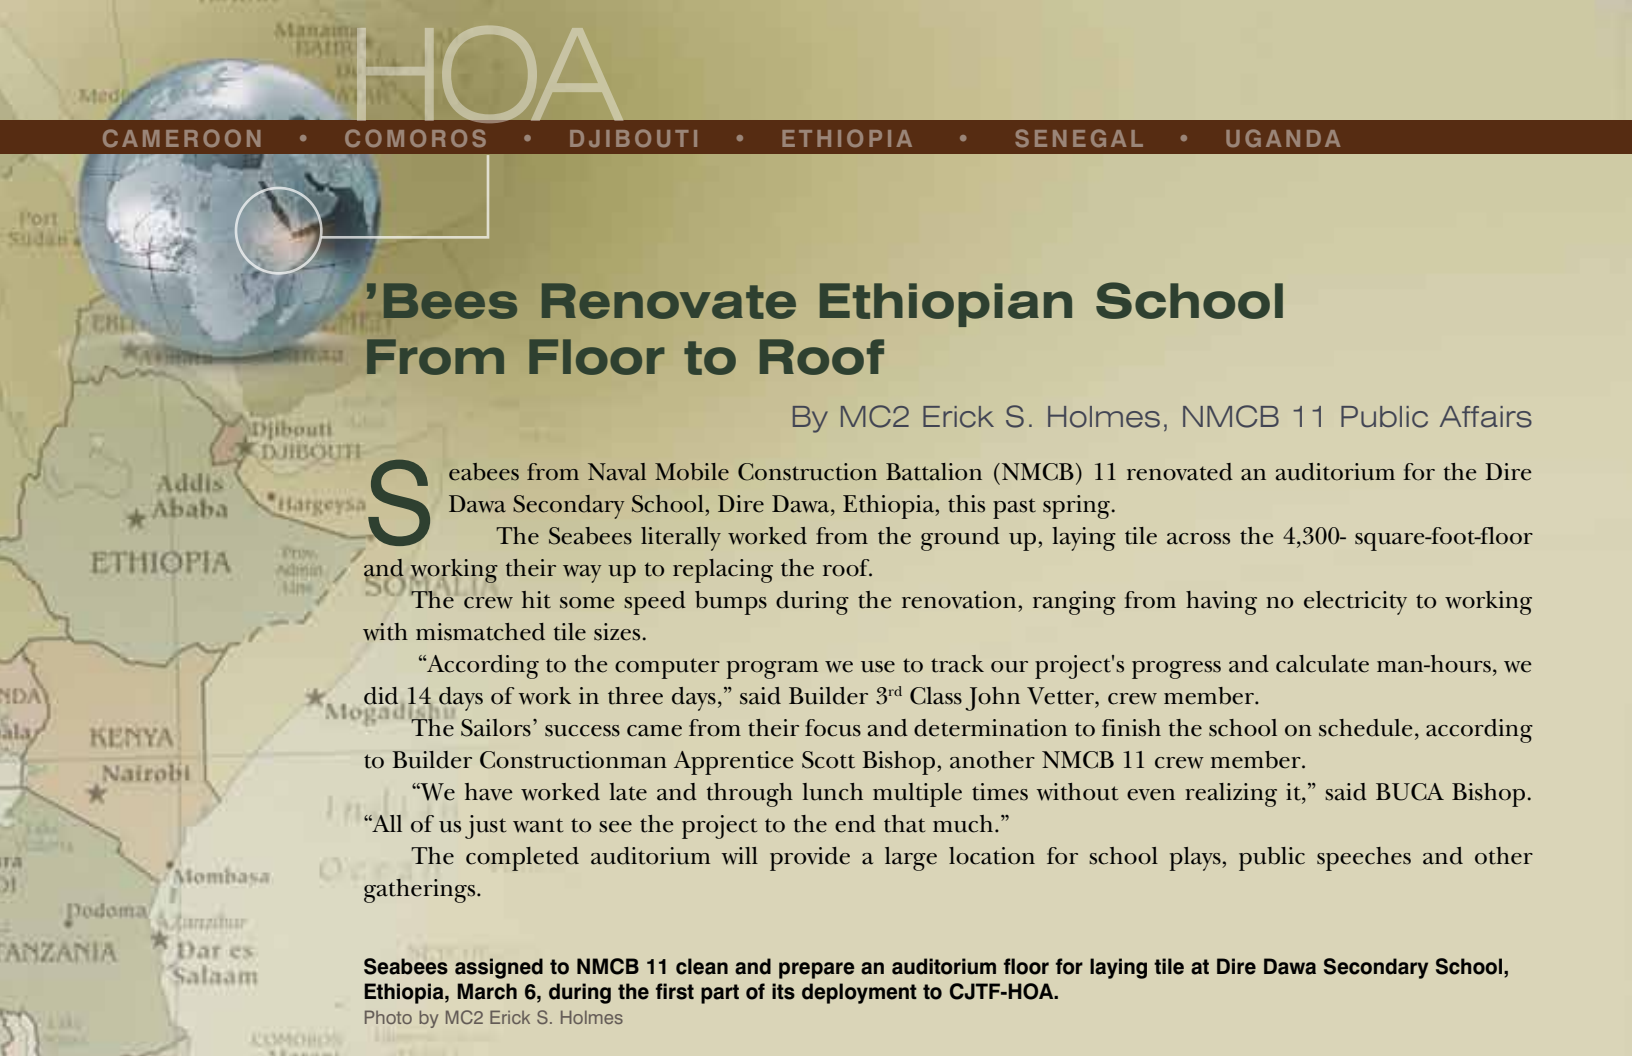 Manama
HOA
CAMEROON • COMOROS • DJIBOUTI • ETHIOPIA • SENEGAL • UGANDA
Port
Sudan
’Bees Renovate Ethiopian School
From Floor to Roof
By MC2 Erick S. Holmes, NMCB 11 Public Affairs
Seabees from Naval Mobile Construction Battalion (NMCB) 11 renovated an auditorium for the Dire
Dawa Secondary School, Dire Dawa, Ethiopia, this past spring.
The Seabees literally worked from the ground up, laying tile across the 4,300- square-foot-floor
and working their way up to replacing the roof.
The crew hit some speed bumps during the renovation, ranging from having no electricity to working
with mismatched tile sizes.
“According to the computer program we use to track our project's progress and calculate man-hours, we
did 14 days of work in three days,” said Builder 3rd Class John Vetter, crew member.
The Sailors’ success came from their focus and determination to finish the school on schedule, according
to Builder Constructionman Apprentice Scott Bishop, another NMCB 11 crew member.
“We have worked late and through lunch multiple times without even realizing it,” said BUCA Bishop.
“All of us just want to see the project to the end that much.”
The completed auditorium will provide a large location for school plays, public speeches and other
gatherings.
Seabees assigned to NMCB 11 clean and prepare an auditorium floor for laying tile at Dire Dawa Secondary School,
Ethiopia, March 6, during the first part of its deployment to CJTF-HOA.
Photo by MC2 Erick S. Holmes
Djibouti
DJIBOUTI
Addis
Ababa
Hargeysa
ETHIOPIA
Prov.
Admin.
Line
SOMALIA
Mogadishu
KENYA
Nairobi
Indian
Ocean
Mombasa
Dodoma
Zanzibar
TANZANIA
Dar es
Salaam
COMOROS